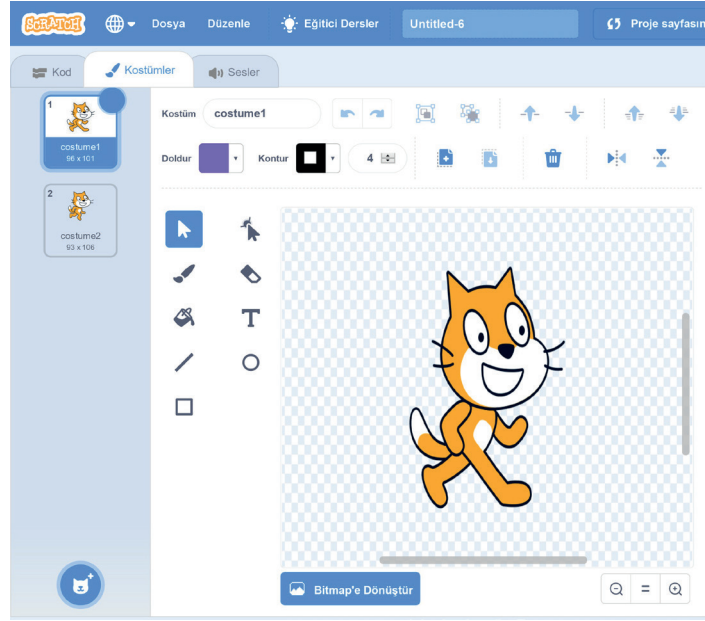 SCRATCH Dosya Düzenle Eğitici Dersler Untitled-6 Proje sayfasın
Kod Kostümler Sesler
1
costume1
96 x 101
2
costume2
93 x 106
Kostüm costume1
Doldur Kontur 4
T
Bitmap'e Dönüştür